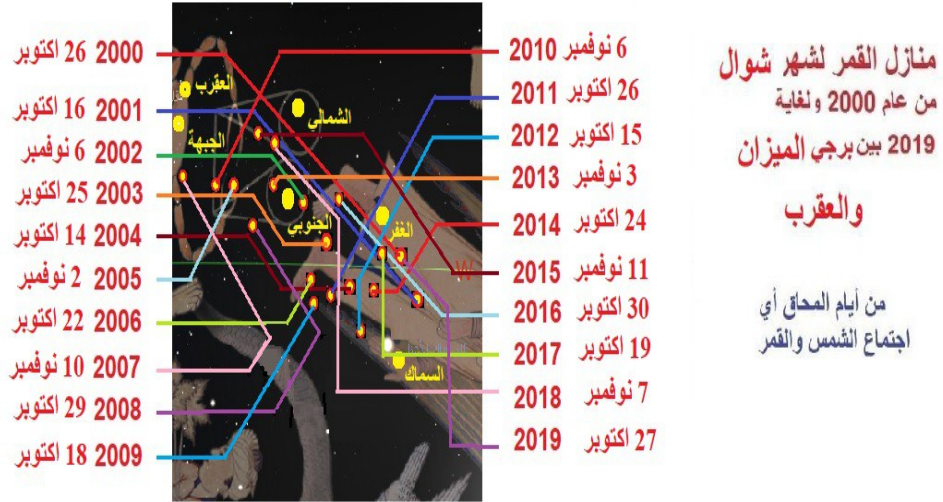 منازل القمر لشهر شوال
من عام 2000 ولغاية
2019 بين برجي الميزان
والعقرب
من أيام المحاق أي
اجتماع الشمس والقمر
2010 6 نوفمبر
2011 26 اكتوبر
2012 15 اكتوبر
2013 3 نوفمبر
2014 24 اكتوبر
2015 11 نوفمبر
2016 30 اكتوبر
2017 19 اكتوبر
2018 7 نوفمبر
2019 27 اكتوبر
العقرب
الشمالي
الجبهة
الجنوبي
الغفر
السماك
2000 26 اكتوبر
2001 16 اكتوبر
2002 6 نوفمبر
2003 25 اكتوبر
2004 14 اكتوبر
2005 2 نوفمبر
2006 22 اكتوبر
2007 10 نوفمبر
2008 29 اكتوبر
2009 18 اكتوبر